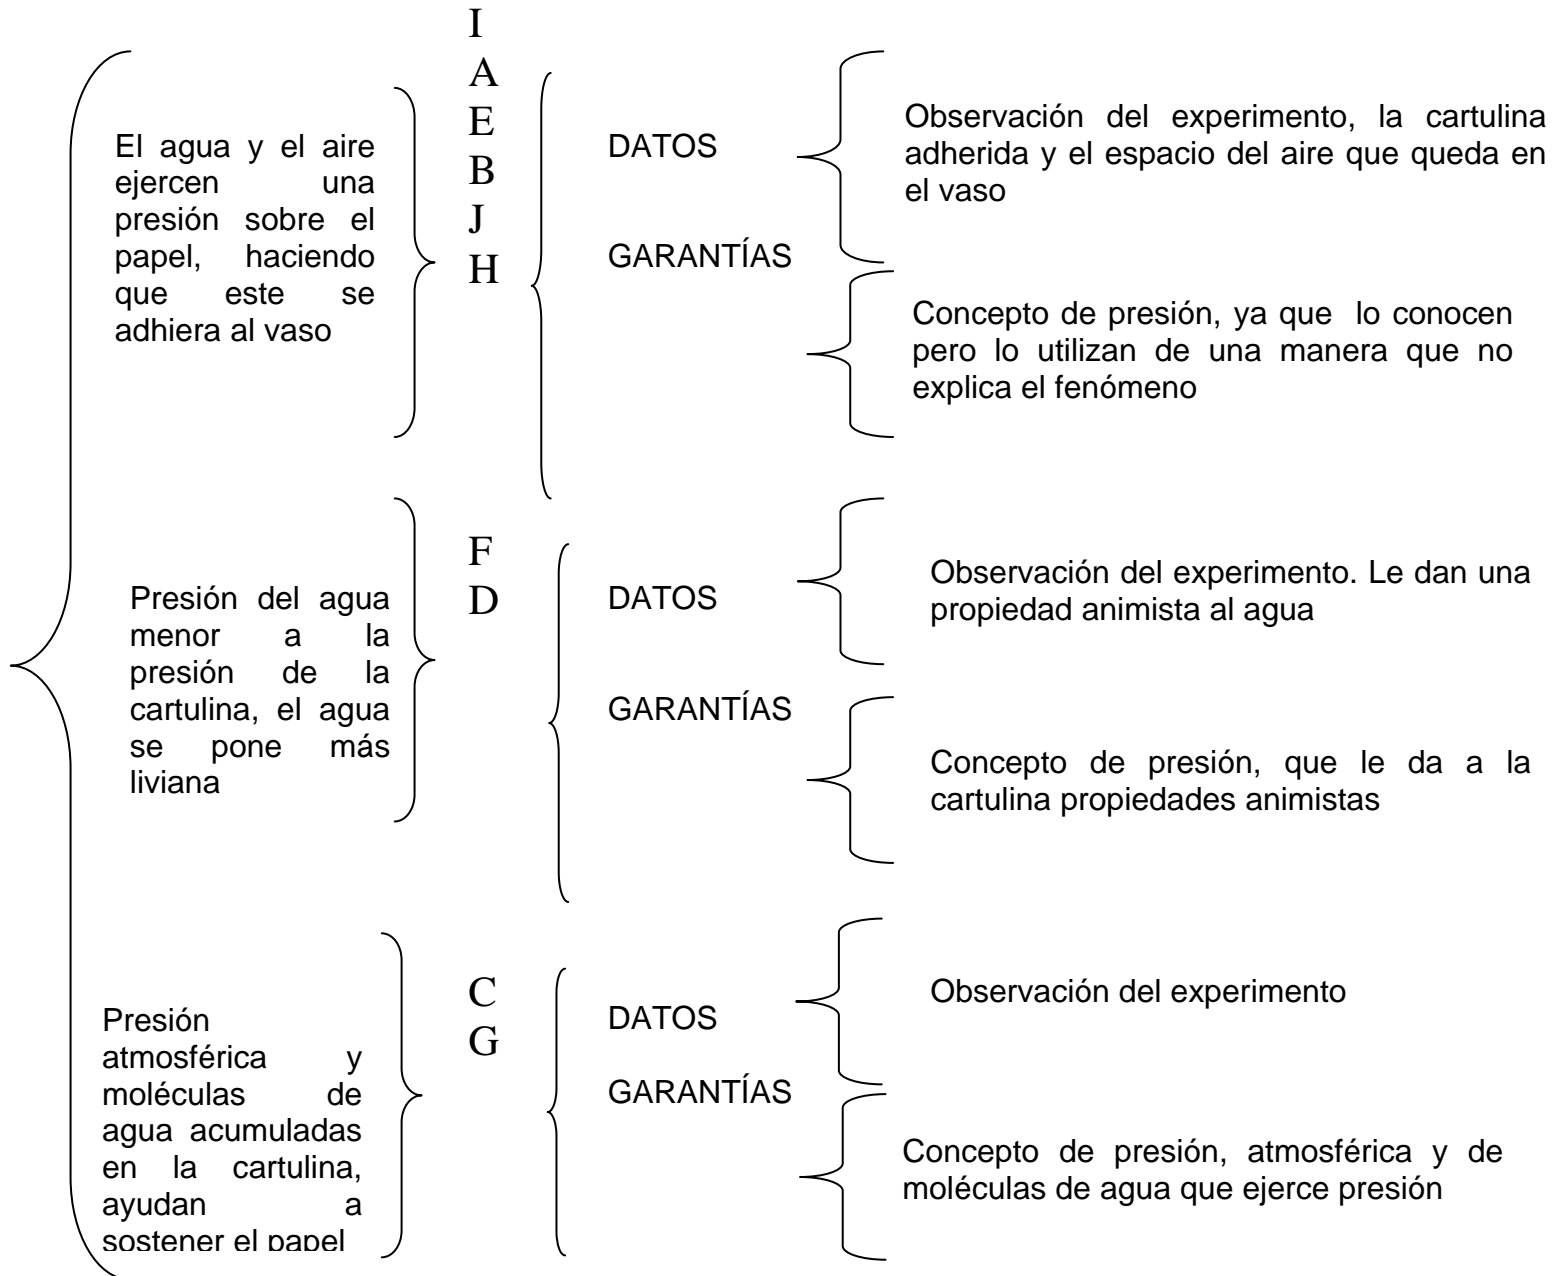 El agua y el aire
ejercen una
presión sobre el
papel, haciendo
que este se
adhiera al vaso
I
A
E
B
J
H
DATOS
Observación del experimento, la cartulina
adherida y el espacio del aire que queda en
el vaso
GARANTÍAS
Concepto de presión, ya que lo conocen
pero lo utilizan de una manera que no
explica el fenómeno
Presión del agua
menor a la
presión de la
cartulina, el agua
se pone más
liviana
F
D
DATOS
Observación del experimento. Le dan una
propiedad animista al agua
GARANTÍAS
Concepto de presión, que le da a la
cartulina propiedades animistas
Presión
atmosférica y
moléculas de
agua acumuladas
en la cartulina,
ayudan a
sostener el papel
C
G
DATOS
Observación del experimento
GARANTÍAS
Concepto de presión, atmosférica y de
moléculas de agua que ejerce presión